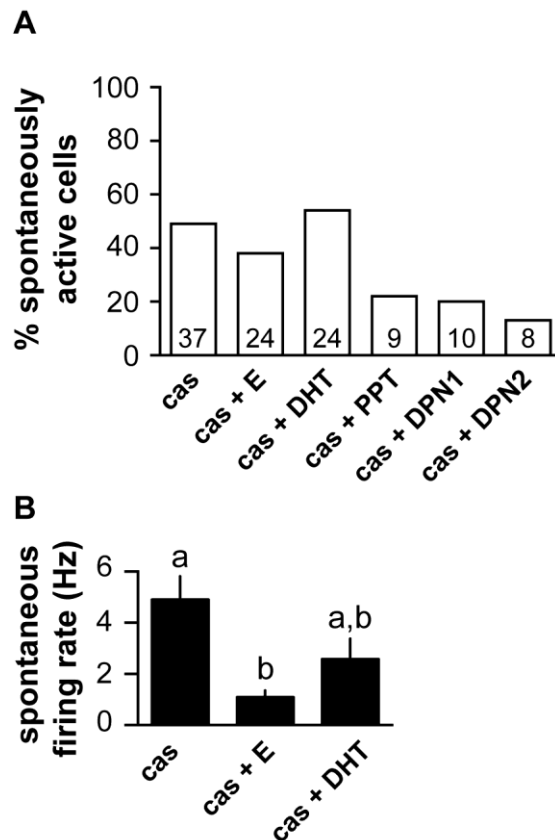 A
% spontaneously
active cells
100
80
60
40
20
0
37
24
24
9
10
8
cas
cas + E
cas + DHT
cas + PPT
cas + DPN1
cas + DPN2
B
spontaneous
firing rate (Hz)
6
4
2
0
a
b
a,b
cas
cas + E
cas + DHT